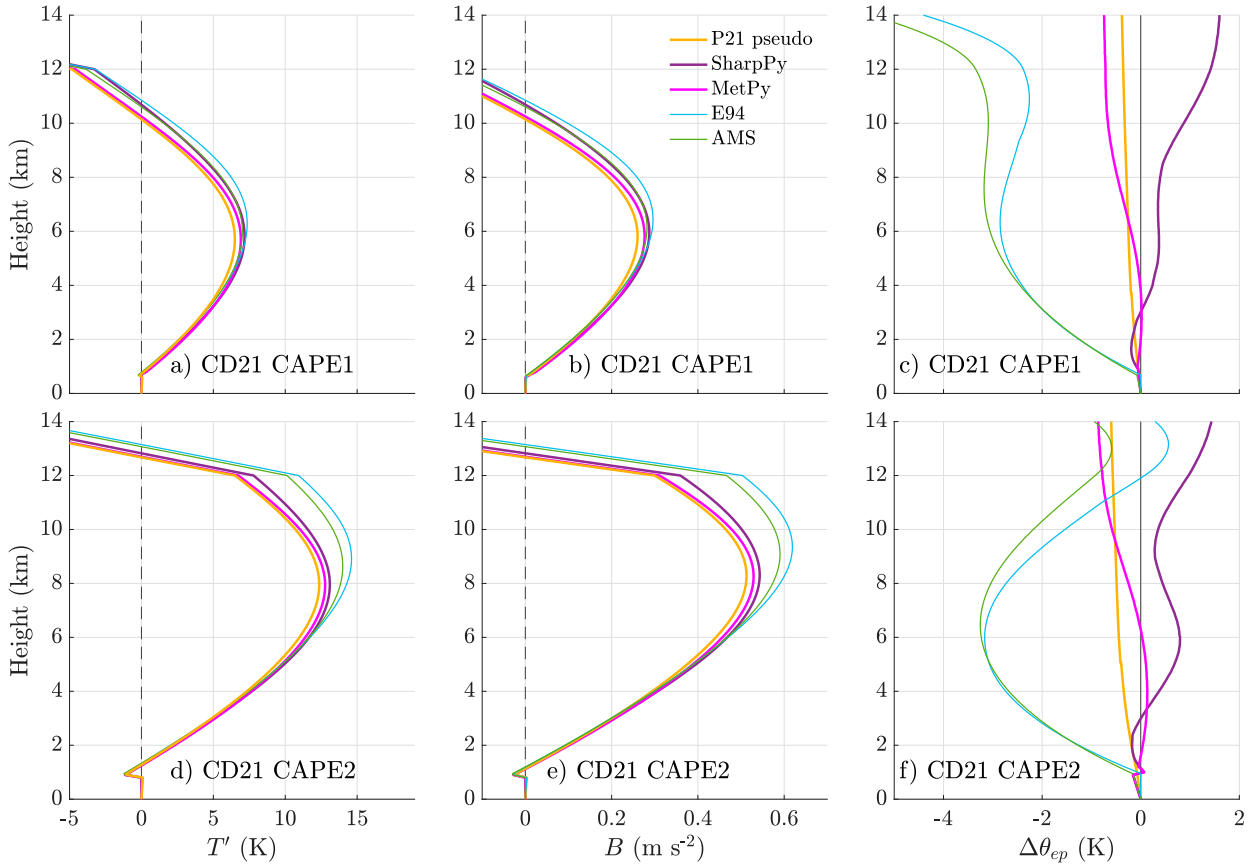 14
12
10
8
6
4
2
0
Height (km)
a) CD21 CAPE1
14
12
10
8
6
4
2
0
P21 pseudo
SharpPy
MetPy
E94
AMS
b) CD21 CAPE1
14
12
10
8
6
4
2
0
c) CD21 CAPE1
14
12
10
8
6
4
2
0
Height (km)
d) CD21 CAPE2
-5 0 5 10 15
T′ (K)
14
12
10
8
6
4
2
0
e) CD21 CAPE2
0 0.2 0.4 0.6
B (m s⁻²)
14
12
10
8
6
4
2
0
f) CD21 CAPE2
-4 -2 0 2
Δθₑₚ (K)